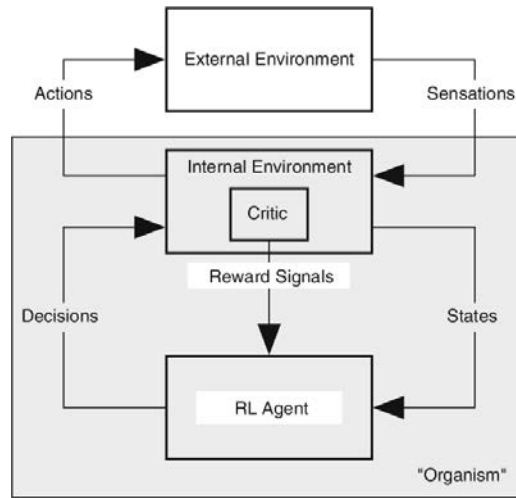 External Environment
Actions
Sensations
Internal Environment
Critic
Reward Signals
Decisions
States
RL Agent
"Organism"